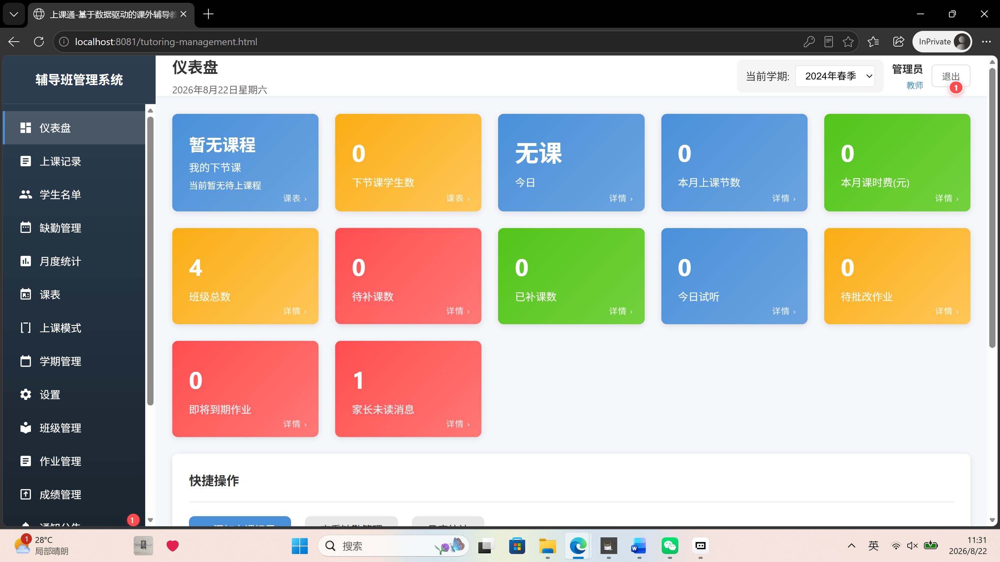 上课通-基于数据驱动的课外辅导教
localhost:8081/tutoring-management.html
InPrivate
辅导班管理系统
仪表盘
上课记录
学生名单
缺勤管理
月度统计
课表
上课模式
学期管理
设置
班级管理
作业管理
成绩管理
通知公告
1
仪表盘
2026年8月22日星期六
当前学期:
2024年春季
管理员
教师
退出
1
暂无课程
我的下节课
当前暂无待上课程
课表 ›
0
下节课学生数
课表 ›
无课
今日
详情 ›
0
本月上课节数
详情 ›
0
本月课时费(元)
详情 ›
4
班级总数
详情 ›
0
待补课数
详情 ›
0
已补课数
详情 ›
0
今日试听
详情 ›
0
待批改作业
详情 ›
0
即将到期作业
详情 ›
1
家长未读消息
详情 ›
快捷操作
1
28°C
局部晴朗
搜索
英
11:31
2026/8/22